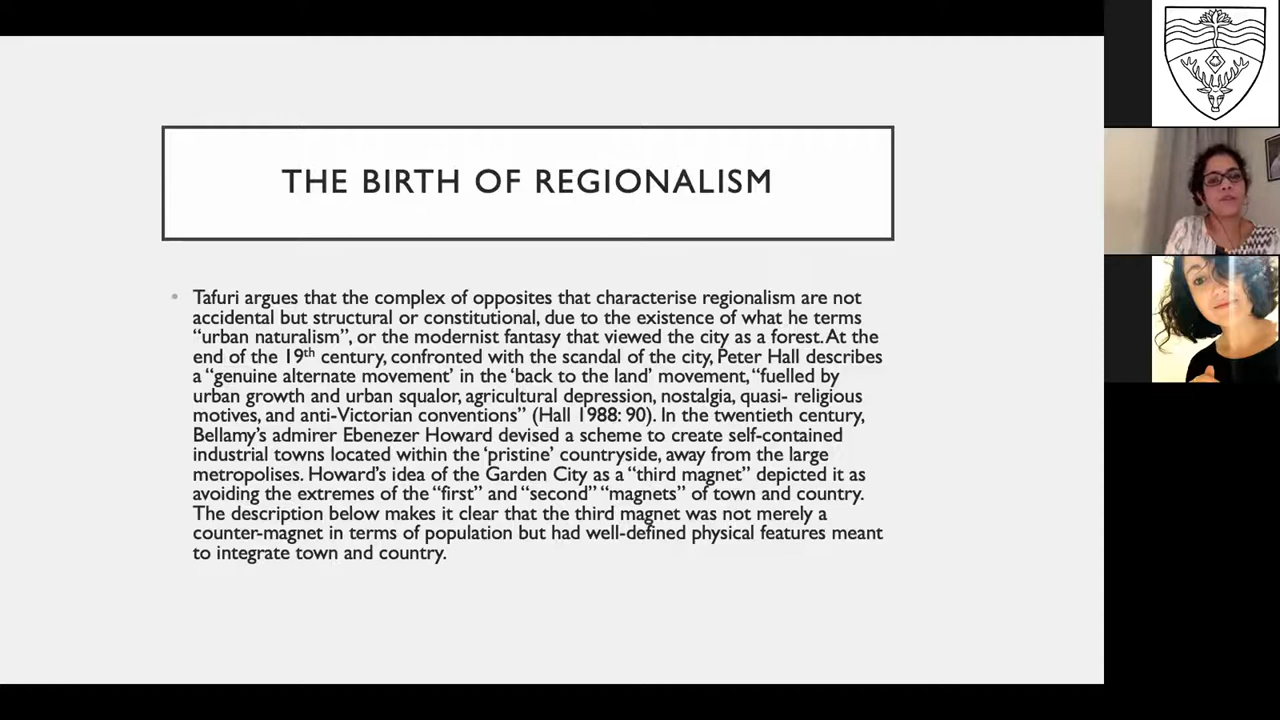 THE BIRTH OF REGIONALISM
• Tafuri argues that the complex of opposites that characterise regionalism are not
accidental but structural or constitutional, due to the existence of what he terms
“urban naturalism”, or the modernist fantasy that viewed the city as a forest. At the
end of the 19th century, confronted with the scandal of the city, Peter Hall describes
a “genuine alternate movement’ in the ‘back to the land’ movement, “fuelled by
urban growth and urban squalor, agricultural depression, nostalgia, quasi- religious
motives, and anti-Victorian conventions” (Hall 1988: 90). In the twentieth century,
Bellamy’s admirer Ebenezer Howard devised a scheme to create self-contained
industrial towns located within the ‘pristine’ countryside, away from the large
metropolises. Howard’s idea of the Garden City as a “third magnet” depicted it as
avoiding the extremes of the “first” and “second” “magnets” of town and country.
The description below makes it clear that the third magnet was not merely a
counter-magnet in terms of population but had well-defined physical features meant
to integrate town and country.